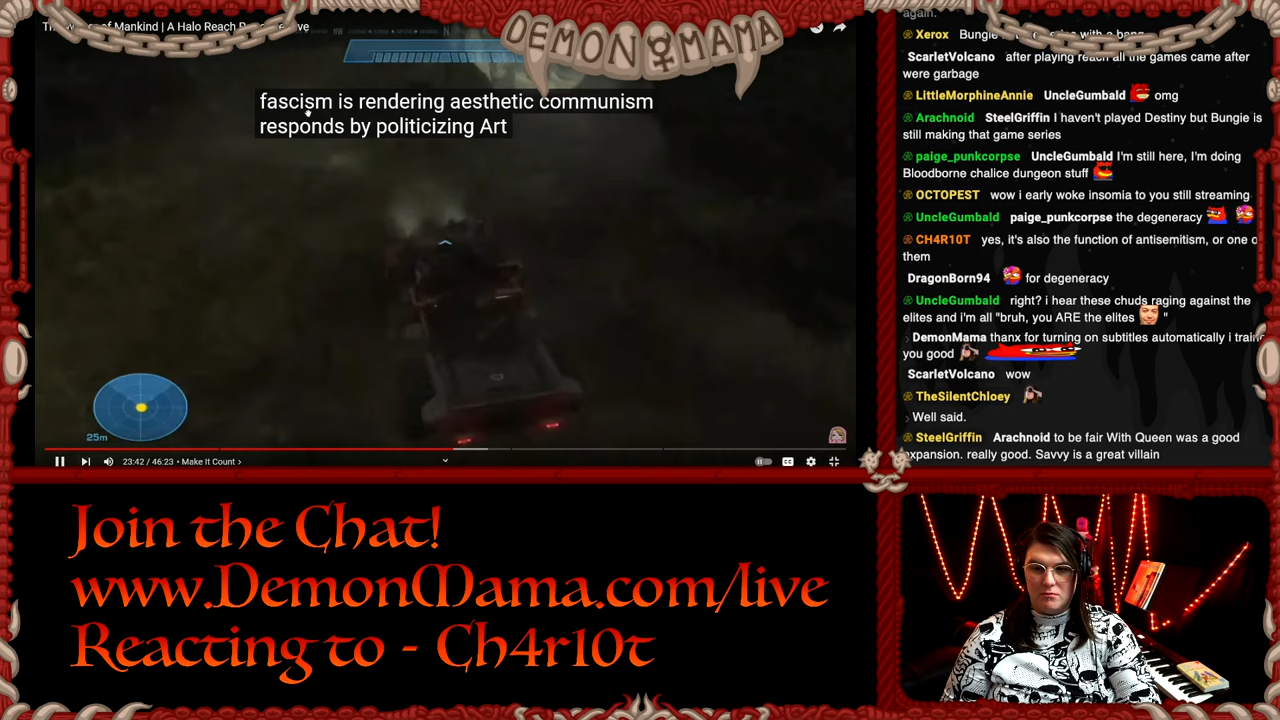 Mankind | A Halo Reach
DEMON MAMA
fascism is rendering aesthetic communism
responds by politicizing Art
25m
23:42 / 46:23 • Make It Count ›
again.
Xerox Bungie
ScarletVolcano after playing reach all the games came after
were garbage
LittleMorphineAnnie UncleGumbald omg
Arachnoid SteelGriffin I haven't played Destiny but Bungie is
still making that game series
paige_punkcorpse UncleGumbald I'm still here, I'm doing
Bloodborne chalice dungeon stuff
OCTOPEST wow i early woke insomia to you still streaming
UncleGumbald paige_punkcorpse the degeneracy
CH4R10T yes, it's also the function of antisemitism, or one o
them
DragonBorn94 for degeneracy
UncleGumbald right? i hear these chuds raging against the
elites and i'm all "bruh, you ARE the elites "
DemonMama thanx for turning on subtitles automatically i train
you good
ScarletVolcano wow
TheSilentChloey
Well said.
SteelGriffin Arachnoid to be fair With Queen was a good
expansion. really good. Savvy is a great villain
Join the Chat!
www.DemonMama.com/live
Reacting to - Ch4r10t